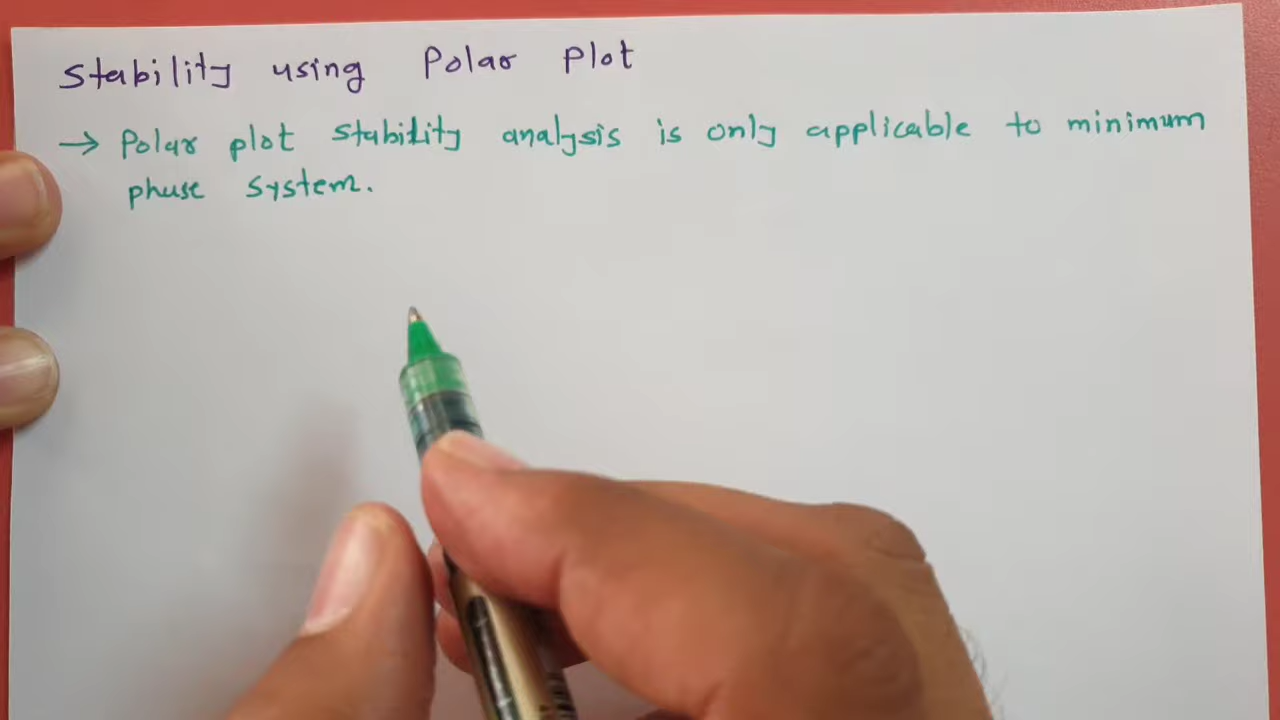 Stability using Polar Plot
→ Polar plot stability analysis is only applicable to minimum
phase system.